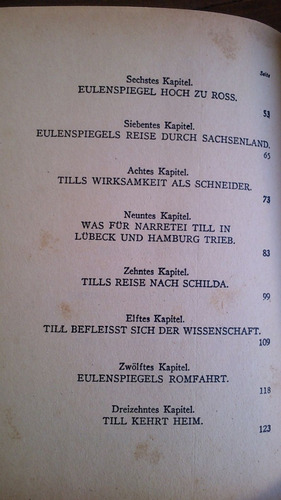 Seite
Sechstes Kapitel.
EULENSPIEGEL HOCH ZU ROSS.
53
Siebentes Kapitel.
EULENSPIEGELS REISE DURCH SACHSENLAND.
65
Achtes Kapitel.
TILLS WIRKSAMKEIT ALS SCHNEIDER.
73
Neuntes Kapitel.
WAS FÜR NARRETEI TILL IN
LÜBECK UND HAMBURG TRIEB.
83
Zehntes Kapitel.
TILLS REISE NACH SCHILDA.
99
Elftes Kapitel.
TILL BEFLEISST SICH DER WISSENSCHAFT.
109
Zwölftes Kapitel.
EULENSPIEGELS ROMFAHRT.
118
Dreizehntes Kapitel.
TILL KEHRT HEIM.
123